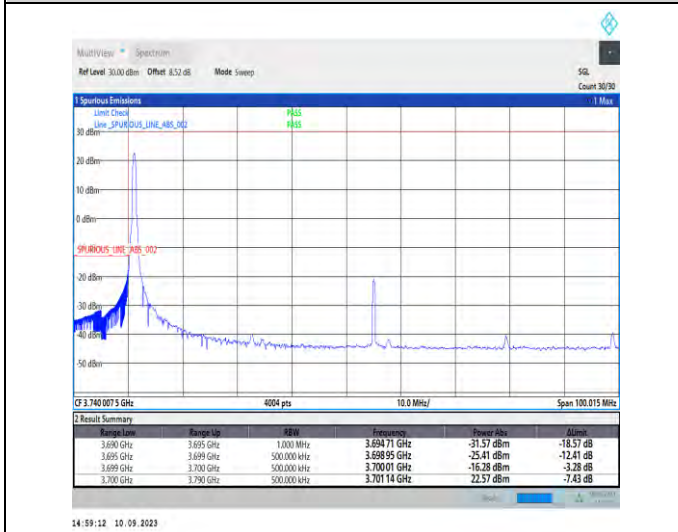 MultiView Spectrum
Ref Level 30.00 dBm Offset 8.52 dB Mode Sweep SGL
Count 30/30
1 Spurious Emissions 1 Max
Limit Check PASS
Line _SPURIOUS_LINE_ABS_002 PASS
30 dBm
20 dBm
10 dBm
0 dBm
SPURIOUS_LINE_ABS_002
-20 dBm
-30 dBm
-40 dBm
-50 dBm
CF 3.740 007 5 GHz 4004 pts 10.0 MHz/ Span 100.015 MHz
2 Result Summary
Range Low Range Up RBW Frequency Power Abs ΔLimit
3.690 GHz 3.695 GHz 1.000 MHz 3.694 71 GHz -31.57 dBm -18.57 dB
3.695 GHz 3.699 GHz 500.000 kHz 3.698 95 GHz -25.41 dBm -12.41 dB
3.699 GHz 3.700 GHz 500.000 kHz 3.700 01 GHz -16.28 dBm -3.28 dB
3.700 GHz 3.790 GHz 500.000 kHz 3.701 14 GHz 22.57 dBm -7.43 dB
14:59:12 10.09.2023